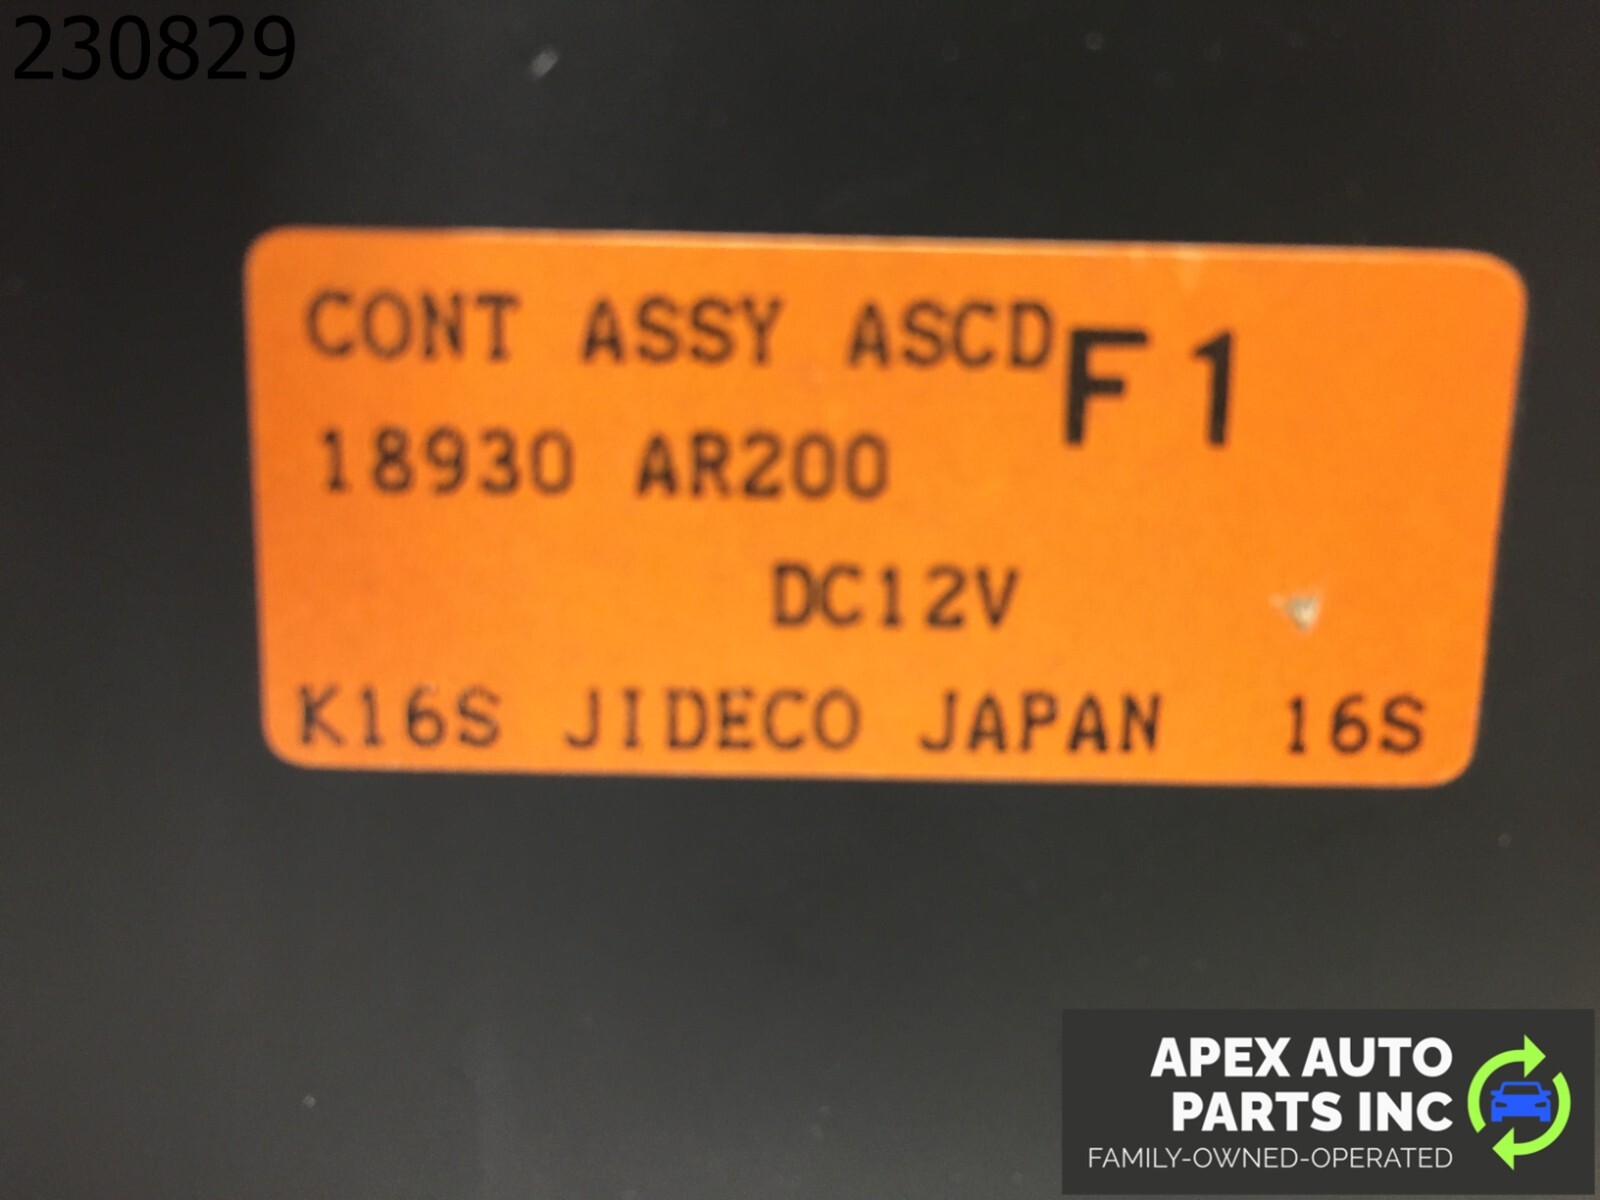 230829
CONT ASSY ASCD F1
18930 AR200
DC12V
K16S JIDECO JAPAN 16S
APEX AUTO
PARTS INC
FAMILY-OWNED-OPERATED